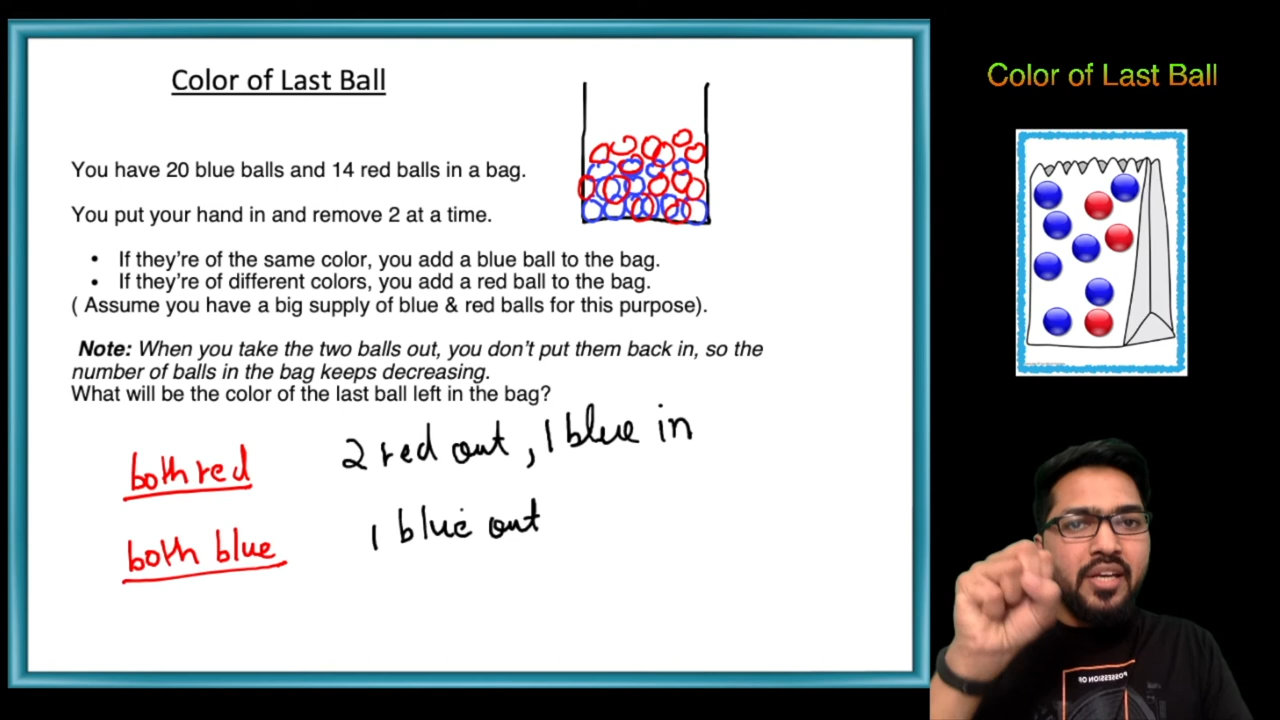 Color of Last Ball
Color of Last Ball
You have 20 blue balls and 14 red balls in a bag.
You put your hand in and remove 2 at a time.
• If they're of the same color, you add a blue ball to the bag.
• If they're of different colors, you add a red ball to the bag.
( Assume you have a big supply of blue & red balls for this purpose).
Note: When you take the two balls out, you don't put them back in, so the
number of balls in the bag keeps decreasing.
What will be the color of the last ball left in the bag?
both red 2 red out, 1 blue in
both blue 1 blue out
POSSESSION OF